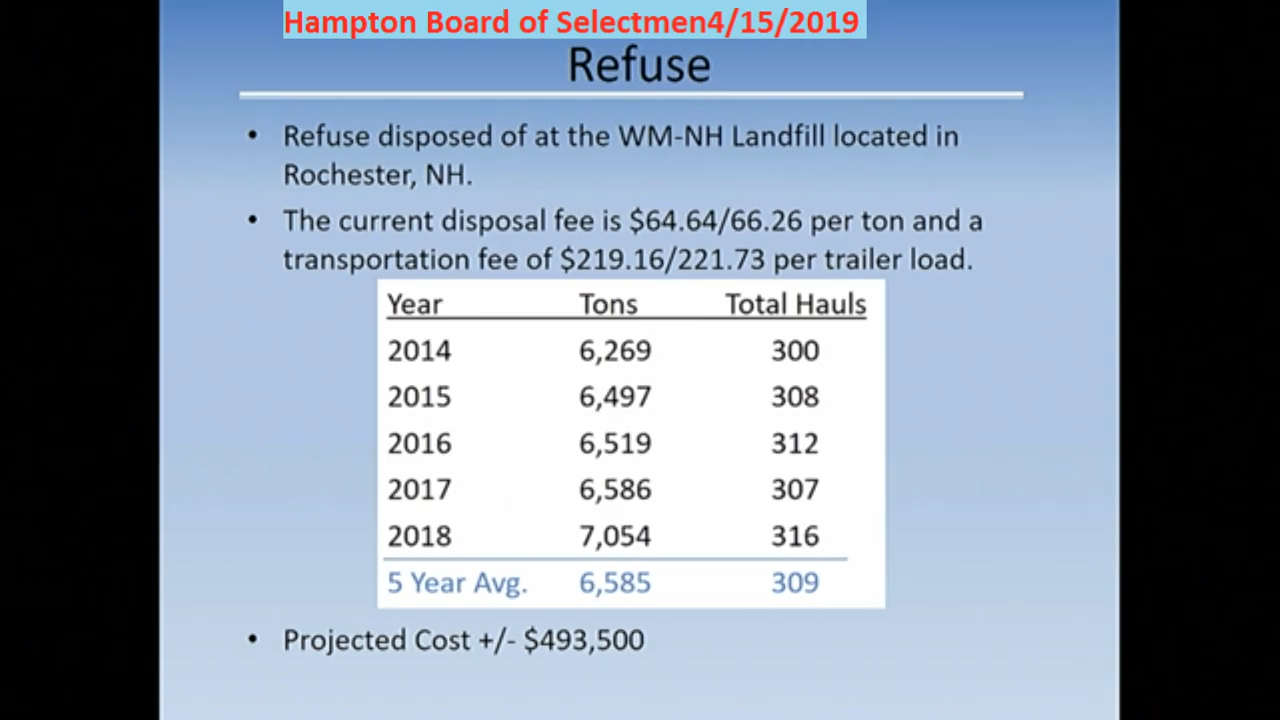 Hampton Board of Selectmen4/15/2019
Refuse
• Refuse disposed of at the WM-NH Landfill located in
Rochester, NH.
• The current disposal fee is $64.64/66.26 per ton and a
transportation fee of $219.16/221.73 per trailer load.
Year Tons Total Hauls
2014 6,269 300
2015 6,497 308
2016 6,519 312
2017 6,586 307
2018 7,054 316
5 Year Avg. 6,585 309
• Projected Cost +/- $493,500